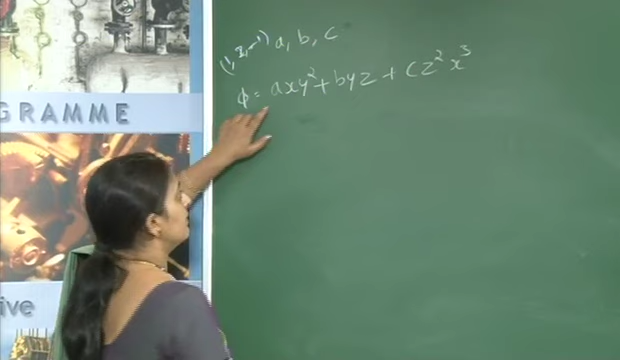 (1, 2, -1) a, b, c
φ = axy² + byz + cz²x³
GRAMME
ive